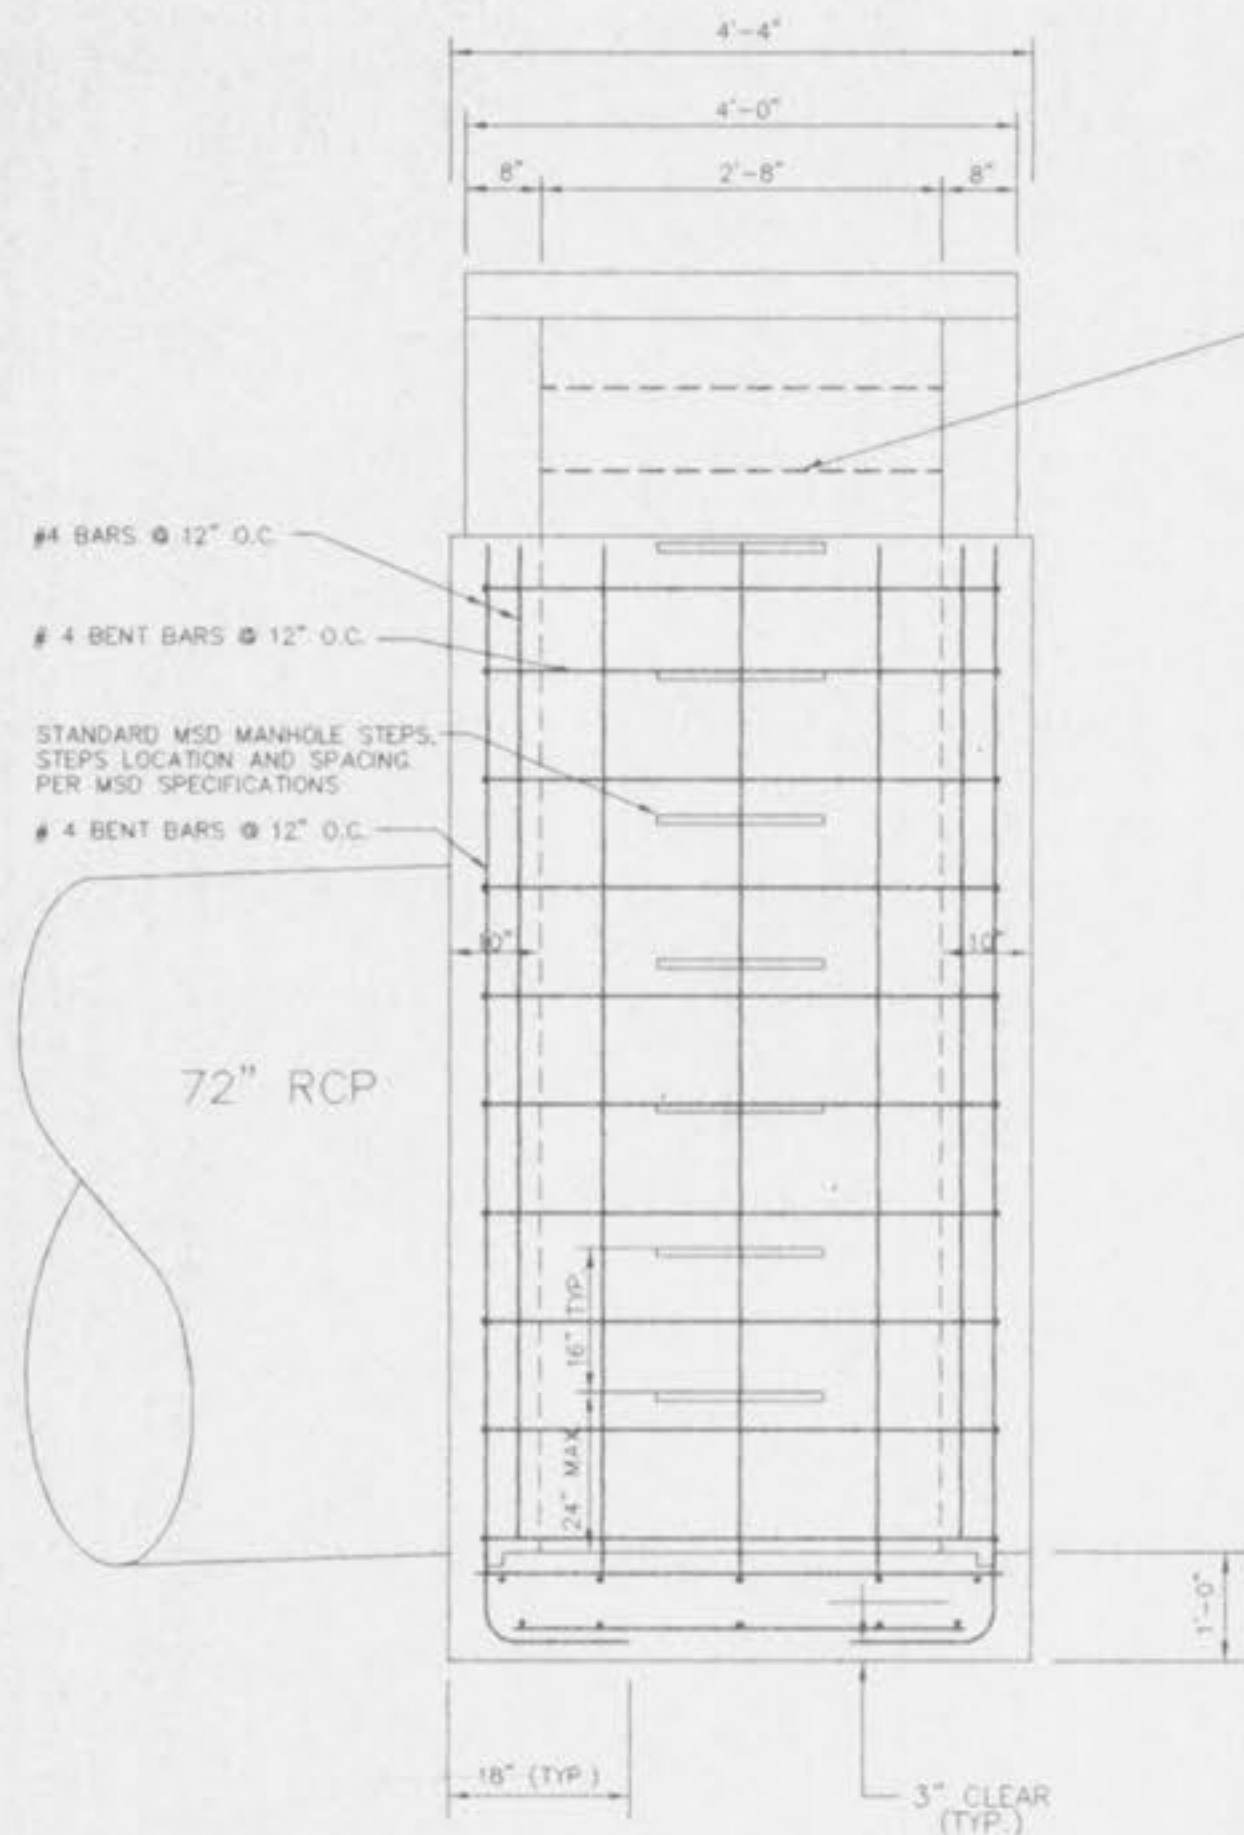 4'-4"
4'-0"
8" 2'-8" 8"
#4 BARS @ 12" O.C.
# 4 BENT BARS @ 12" O.C.
STANDARD MSD MANHOLE STEPS.
STEPS LOCATION AND SPACING
PER MSD SPECIFICATIONS
# 4 BENT BARS @ 12" O.C.
10" 10"
72" RCP
16" TYP
24" MAX
1'-0"
18" (TYP.)
3" CLEAR
(TYP.)